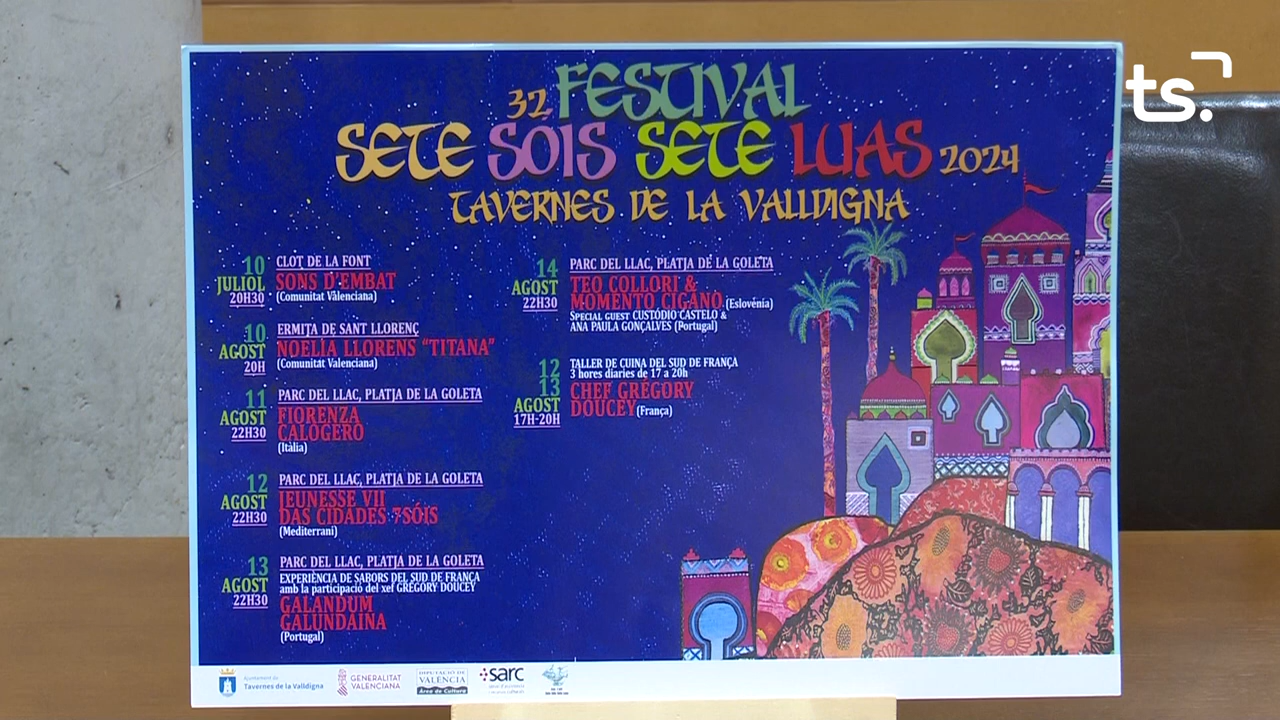 32 FESTIVAL
SETE SÓIS SETE LUAS 2024
TAVERNES DE LA VALLDIGNA
ts.
10 JULIOL 20H30
CLOT DE LA FONT
SONS D'EMBAT
(Comunitat Valenciana)
10 AGOST 20H
ERMITA DE SANT LLORENÇ
NOELIA LLORENS "TITANA"
(Comunitat Valenciana)
11 AGOST 22H30
PARC DEL LLAC, PLATJA DE LA GOLETA
FIORENZA
CALOGERO
(Itàlia)
12 AGOST 22H30
PARC DEL LLAC, PLATJA DE LA GOLETA
JEUNESSE VII
DAS CIDADES 7SÓIS
(Mediterrani)
13 AGOST 22H30
PARC DEL LLAC, PLATJA DE LA GOLETA
EXPERIÈNCIA DE SABORS DEL SUD DE FRANÇA
amb la participació del xef GRÉGORY DOUCEY
GALANDUM
GALUNDAINA
(Portugal)
14 AGOST 22H30
PARC DEL LLAC, PLATJA DE LA GOLETA
TEO COLLORI &
MOMENTO CIGANO (Eslovénia)
SPECIAL GUEST CUSTÓDIO CASTELO &
ANA PAULA GONÇALVES (Portugal)
12
13 AGOST 17H-20H
TALLER DE CUINA DEL SUD DE FRANÇA
3 hores diaries de 17 a 20h
CHEF GRÉGORY
DOUCEY (França)
Ajuntament de
Tavernes de la Valldigna
GENERALITAT
VALENCIANA
DIPUTACIÓ DE
VALÈNCIA
Àrea de Cultura
sarc